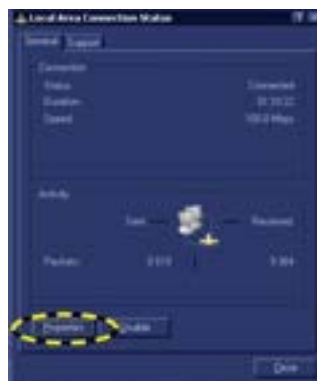 Local Area Connection Status
General Support
Connection
Status Connected
Duration
Speed 100.0 Mbps
Activity
Sent Received
Packets
Properties Disable
Close